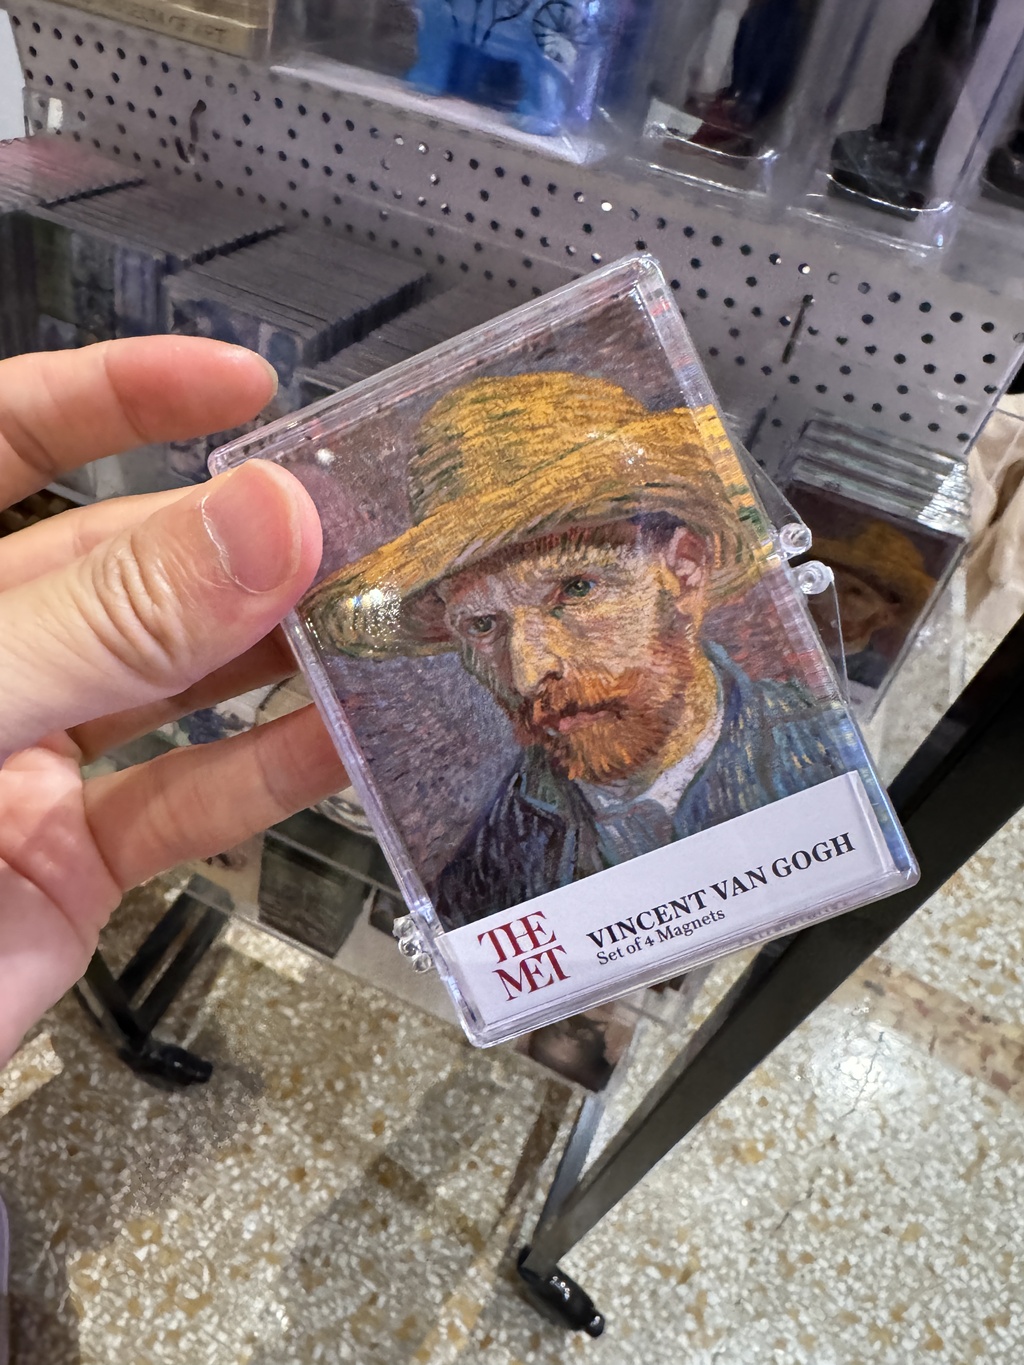 THE
MET
VINCENT VAN GOGH
Set of 4 Magnets